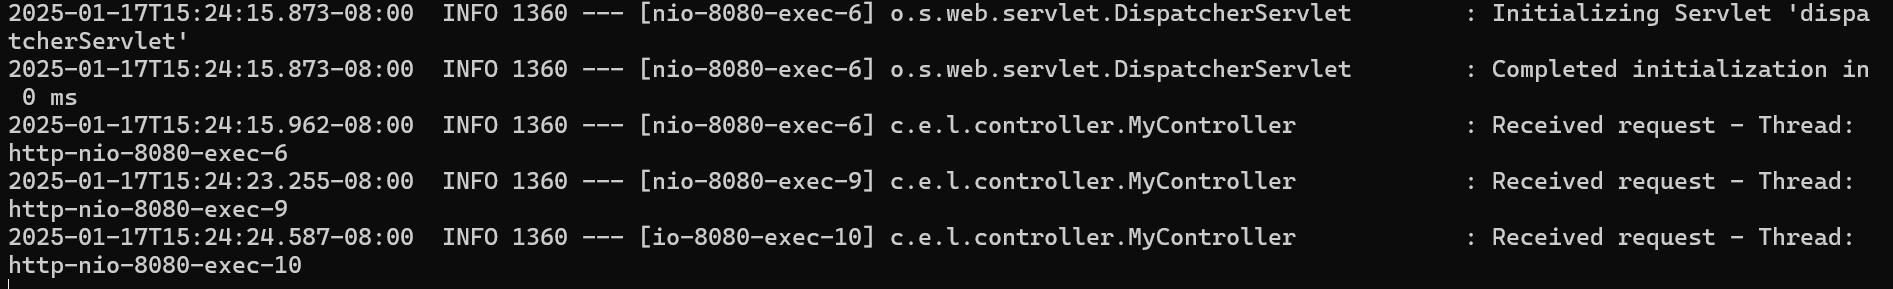 2025-01-17T15:24:15.873-08:00  INFO 1360 --- [nio-8080-exec-6] o.s.web.servlet.DispatcherServlet        : Initializing Servlet 'dispa
tcherServlet'
2025-01-17T15:24:15.873-08:00  INFO 1360 --- [nio-8080-exec-6] o.s.web.servlet.DispatcherServlet        : Completed initialization in
 0 ms
2025-01-17T15:24:15.962-08:00  INFO 1360 --- [nio-8080-exec-6] c.e.l.controller.MyController            : Received request - Thread:
http-nio-8080-exec-6
2025-01-17T15:24:23.255-08:00  INFO 1360 --- [nio-8080-exec-9] c.e.l.controller.MyController            : Received request - Thread:
http-nio-8080-exec-9
2025-01-17T15:24:24.587-08:00  INFO 1360 --- [io-8080-exec-10] c.e.l.controller.MyController            : Received request - Thread:
http-nio-8080-exec-10